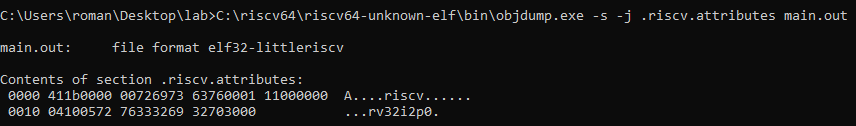 C:\Users\roman\Desktop\lab>C:\riscv64\riscv64-unknown-elf\bin\objdump.exe -s -j .riscv.attributes main.out
main.out:     file format elf32-littleriscv
Contents of section .riscv.attributes:
 0000 411b0000 00726973 63760001 11000000  A....riscv......
 0010 04100572 76333269 32703000           ...rv32i2p0.